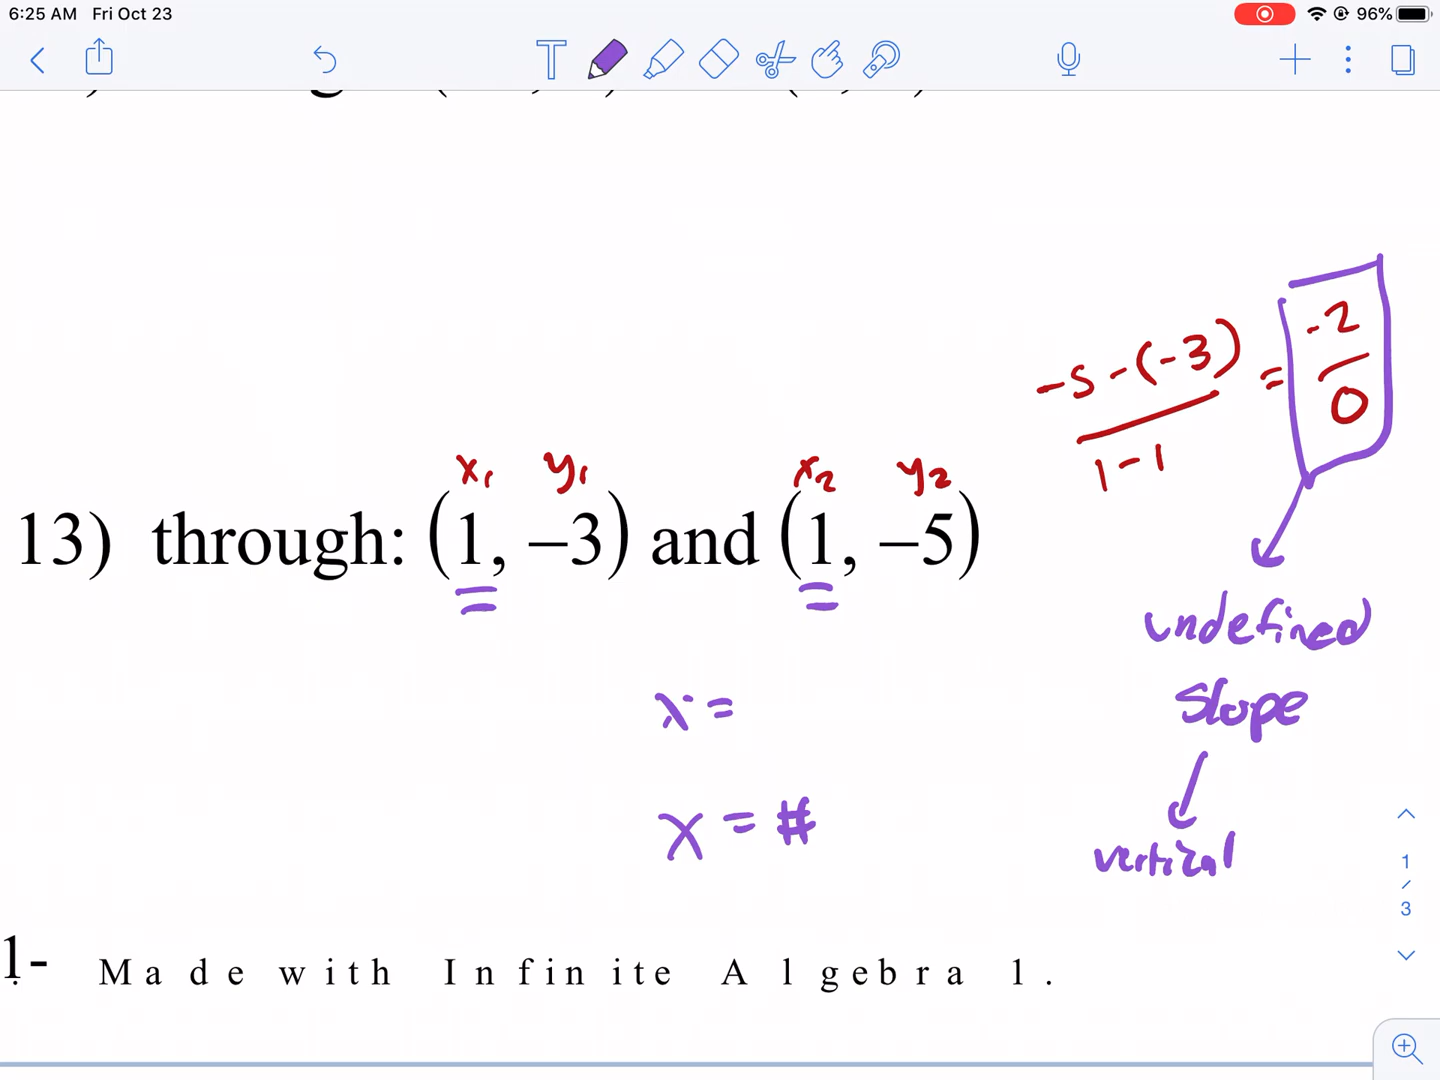 6:25 AM Fri Oct 23 96%
-5-(-3) = -2
1-1 0
x1 y1 x2 y2
13) through: (1, –3) and (1, –5)
undefined
x = slope
x = #
vertical
1
/
3
1- Made with Infinite Algebra 1.